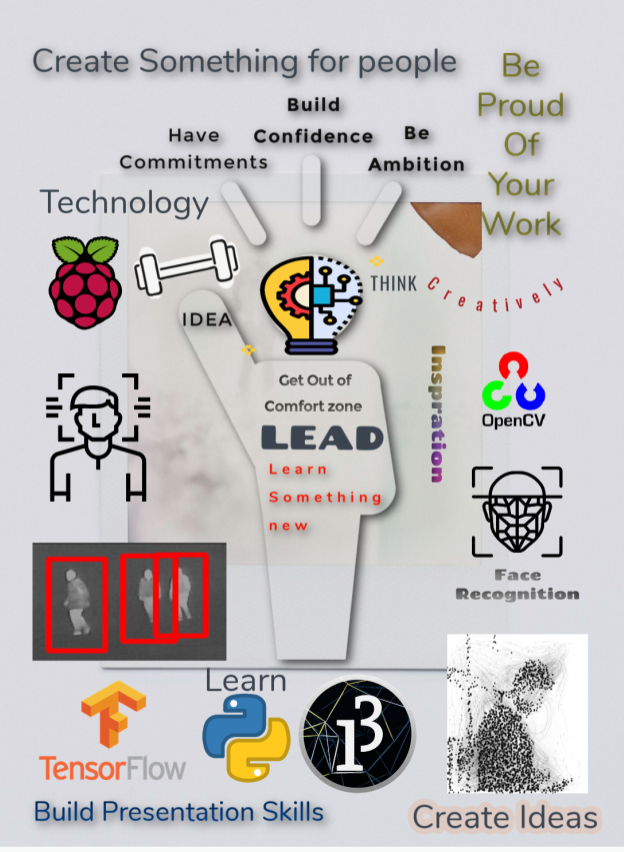 Create Something for people
Be
Proud
Of
Your
Work
Build
Confidence
Have
Commitments
Be
Ambition
Technology
IDEA
THINK
Creatively
Get Out of
Comfort zone
LEAD
Learn
Something
new
Inspration
OpenCV
Face
Recognition
Learn
TensorFlow
13
Build Presentation Skills
Create Ideas